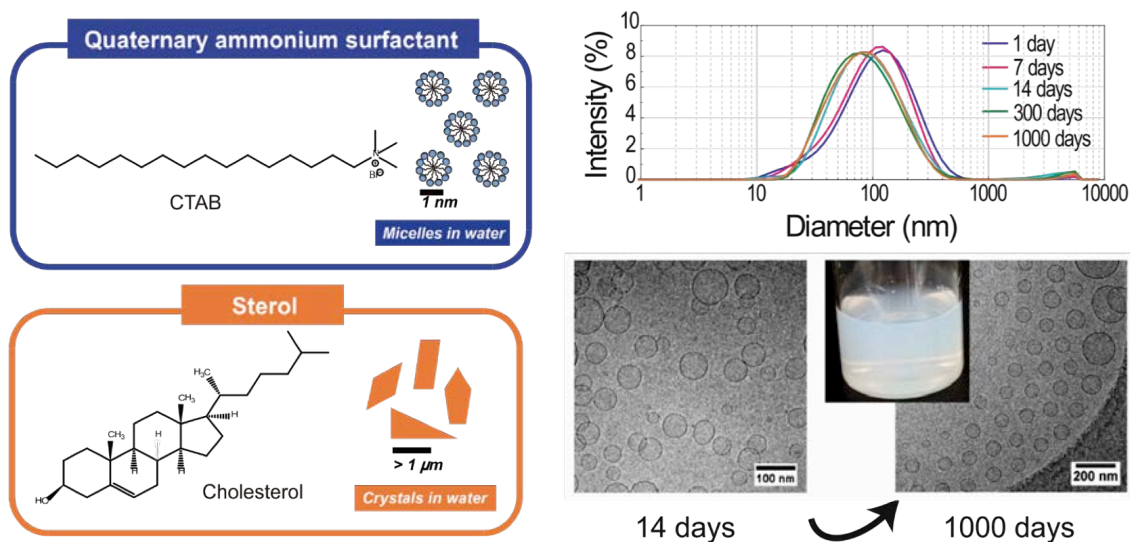 Quaternary ammonium surfactant
N
⊕
Br⊖
CTAB
1 nm
Micelles in water
Sterol
H₃C
CH₃
CH₃
H
H
H
H
HO
Cholesterol
> 1 µm
Crystals in water
Intensity (%)
10
8
6
4
2
0
1 day
7 days
14 days
300 days
1000 days
1
10
100
1000
10000
Diameter (nm)
100 nm
200 nm
14 days
1000 days